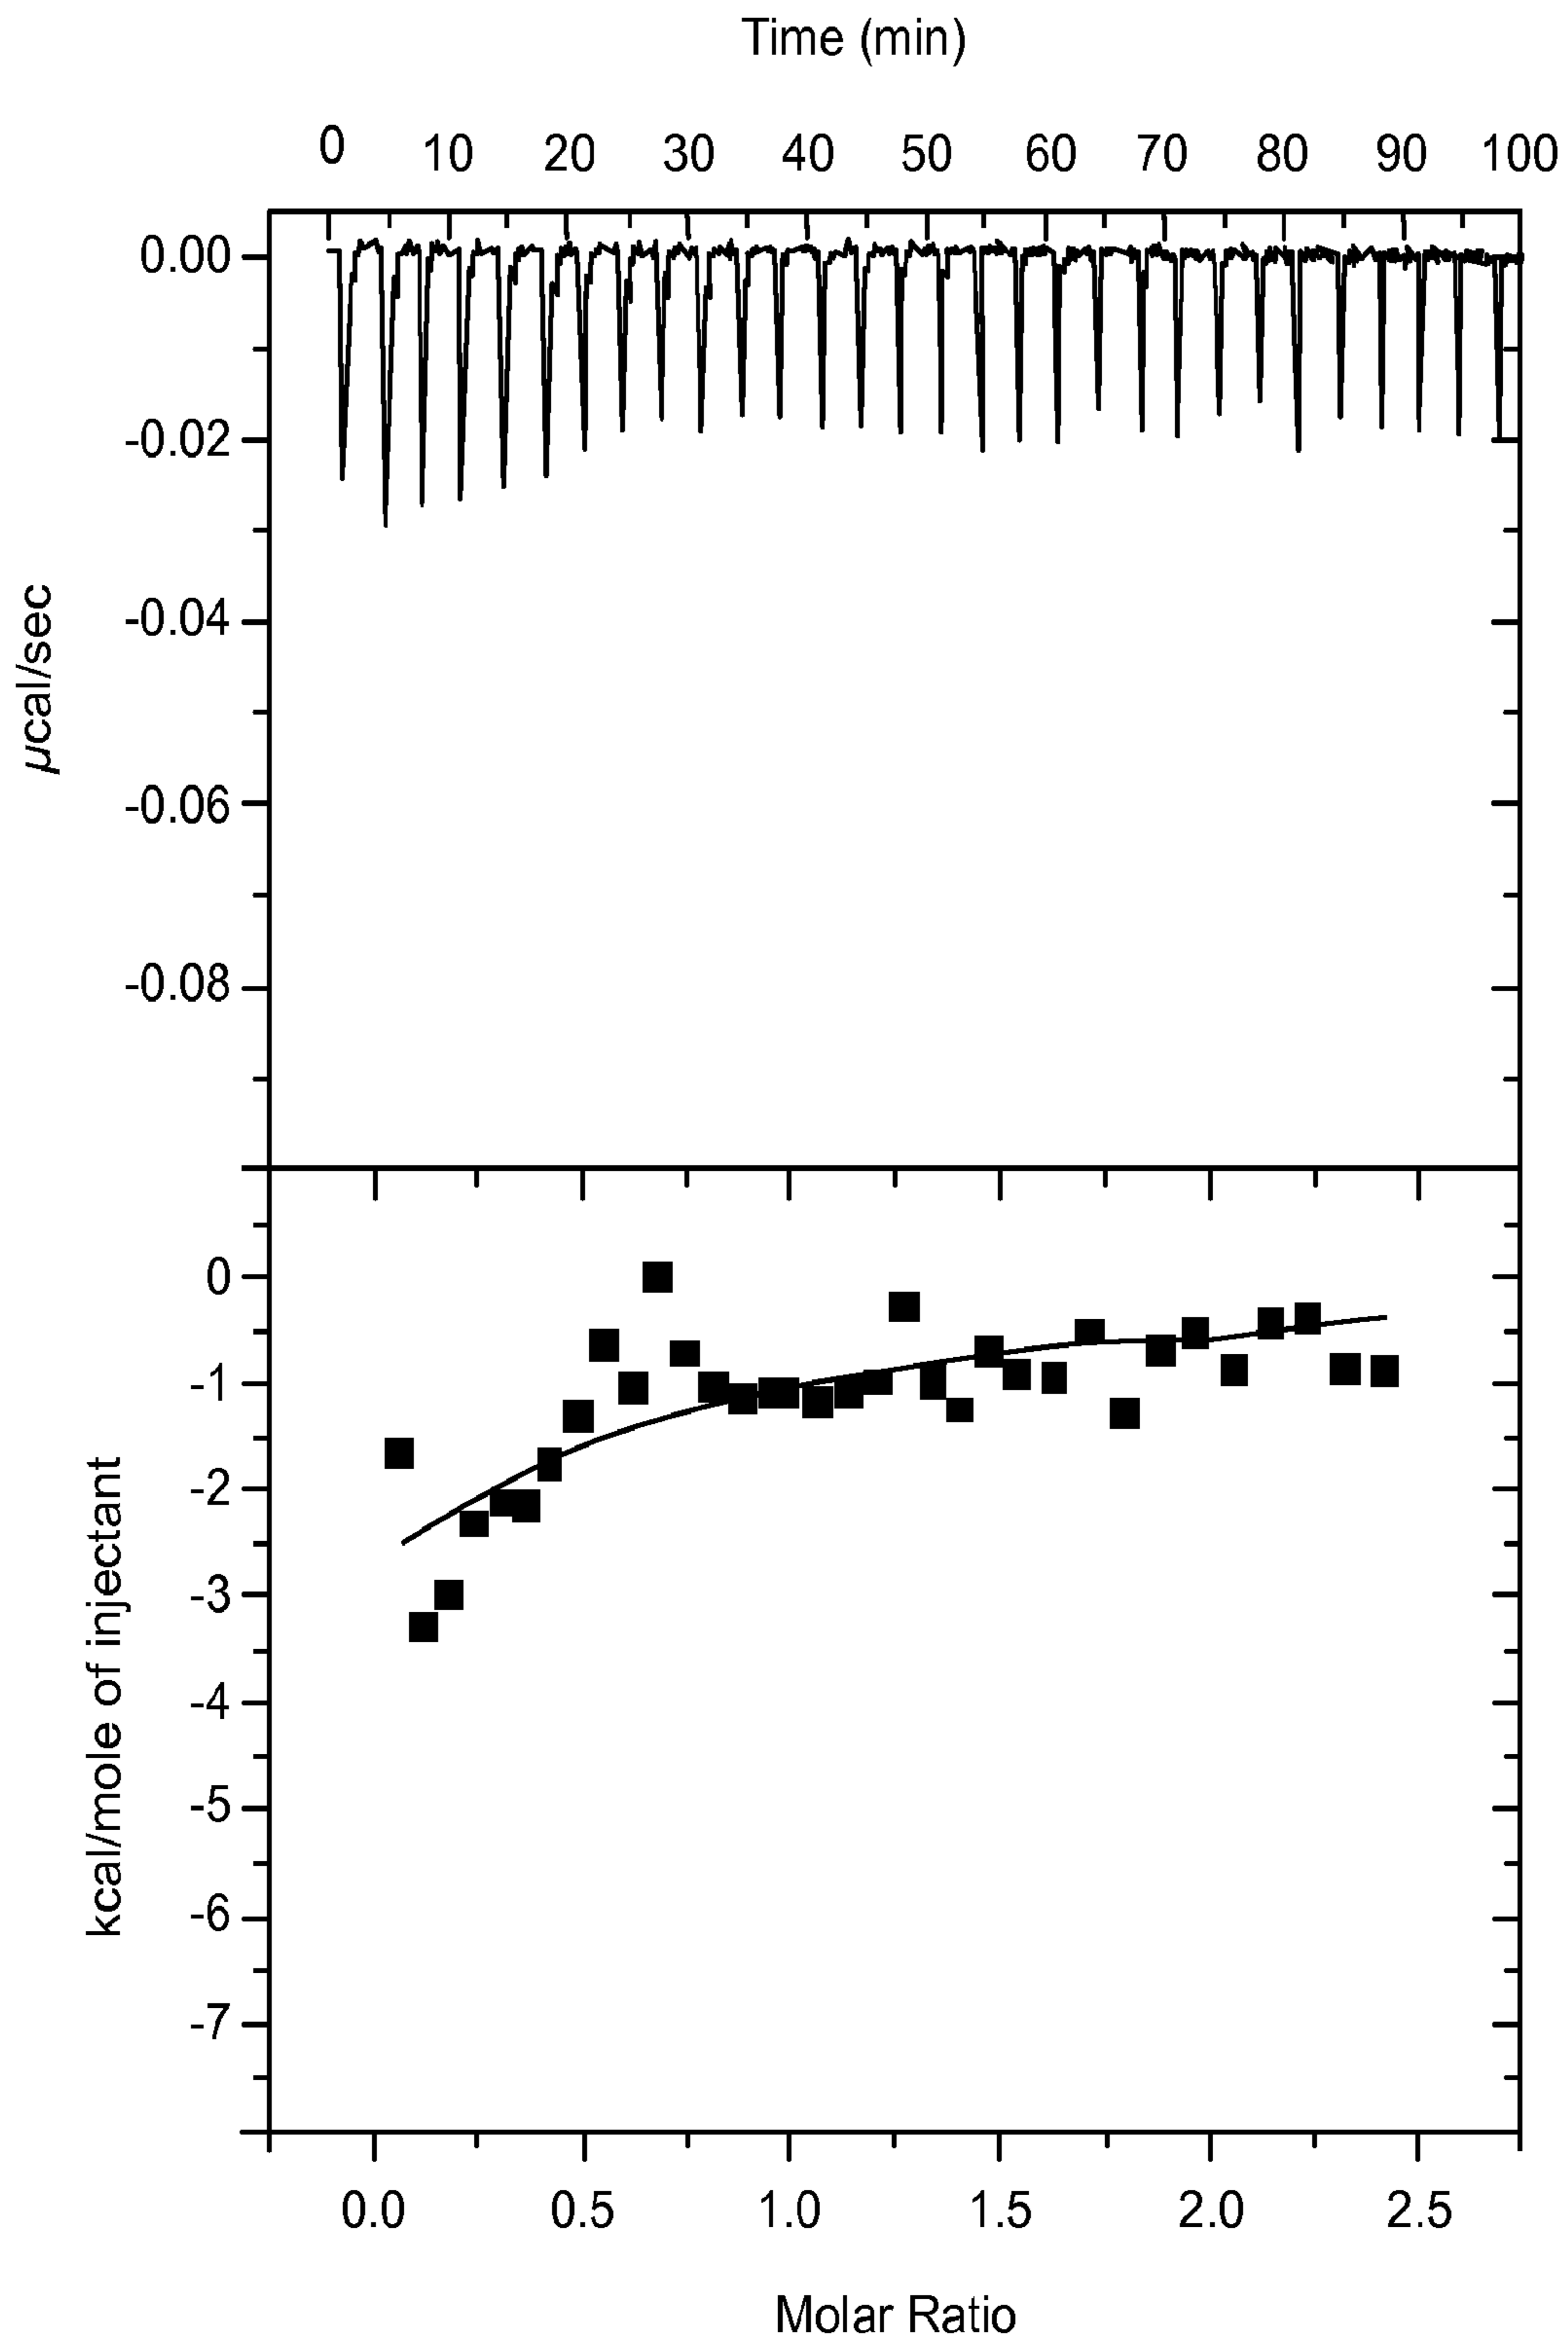 Time (min)
0 10 20 30 40 50 60 70 80 90 100
0.00
-0.02
-0.04
-0.06
-0.08
µcal/sec
0
-1
-2
-3
-4
-5
-6
-7
kcal/mole of injectant
0.0 0.5 1.0 1.5 2.0 2.5
Molar Ratio